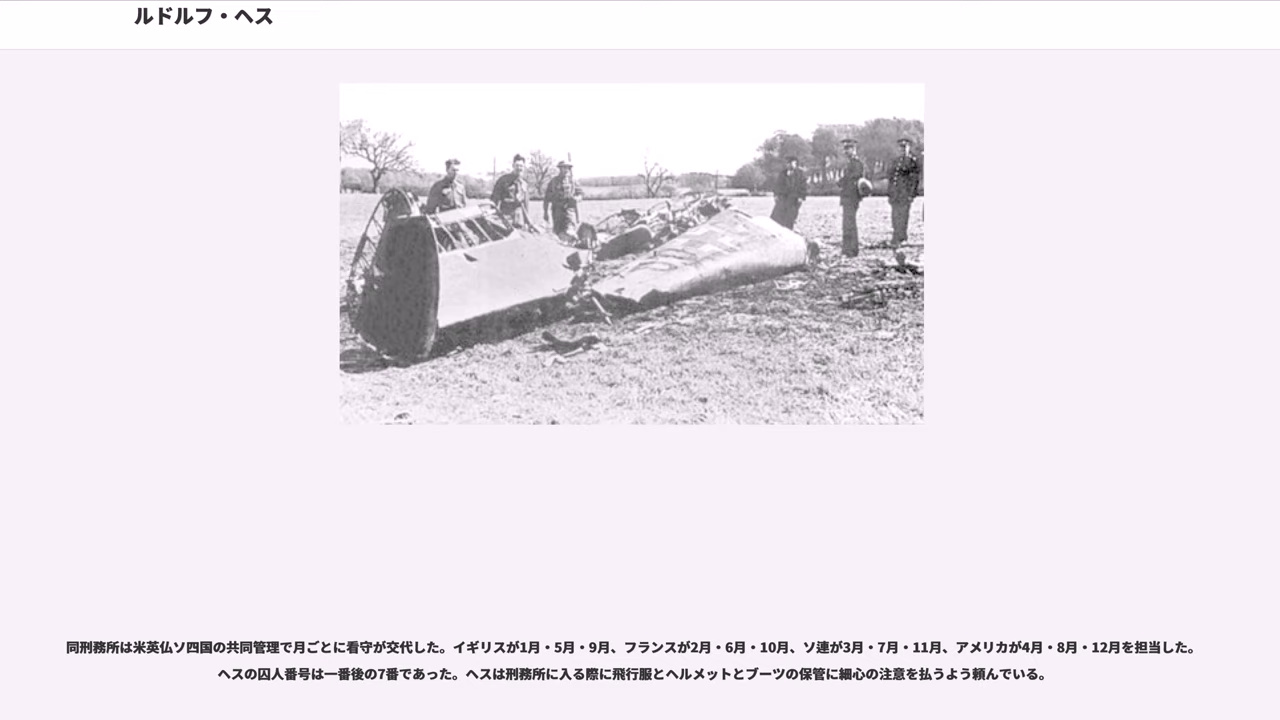 ルドルフ・ヘス
同刑務所は米英仏ソ四国の共同管理で月ごとに看守が交代した。イギリスが1月・5月・9月、フランスが2月・6月・10月、ソ連が3月・7月・11月、アメリカが4月・8月・12月を担当した。
ヘスの囚人番号は一番後の7番であった。ヘスは刑務所に入る際に飛行服とヘルメットとブーツの保管に細心の注意を払うよう頼んでいる。